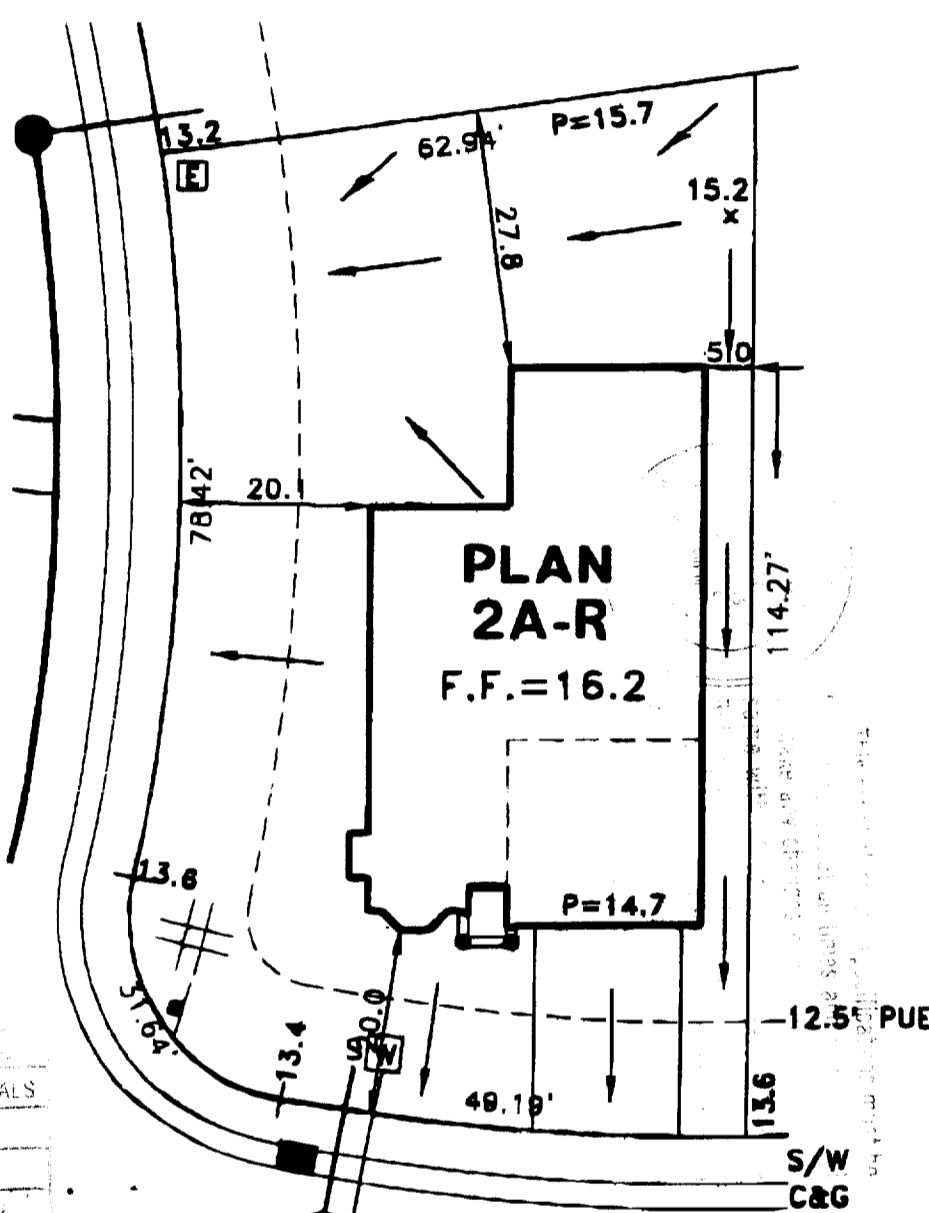 13.2
E
62.94'
P=15.7
15.2
x
27.8
5.0
78.42'
20.1
PLAN
2A-R
F.F.=16.2
114.27'
13.6
P=14.7
31.64'
13.4
W
49.19'
12.5' PUE
13.6
S/W
C&G
ALS